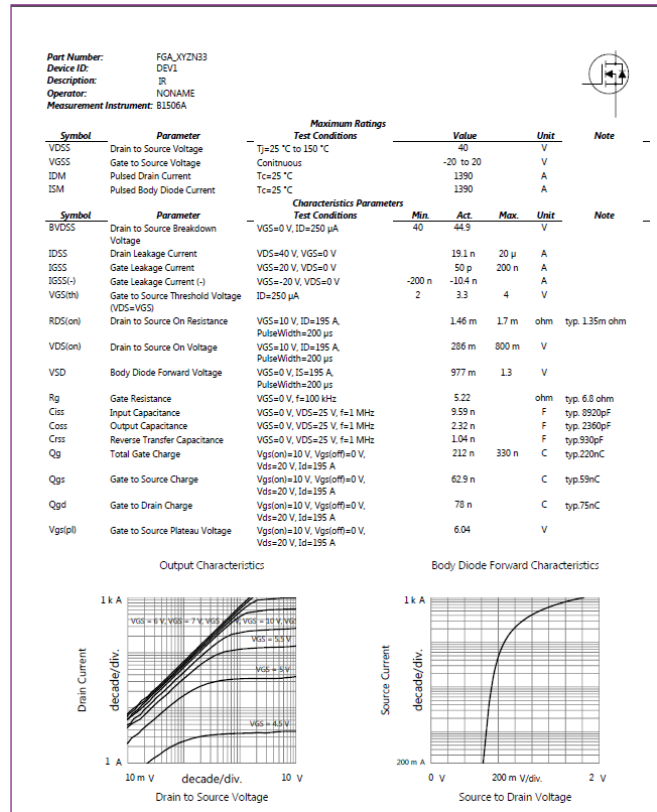 Part Number: FGA_XYZN33
Device ID: DEV1
Description: IR
Operator: NONAME
Measurement Instrument: B1506A
Maximum Ratings
Symbol Parameter Test Conditions Value Unit Note
VDSS Drain to Source Voltage Tj=25 °C to 150 °C 40 V
VGSS Gate to Source Voltage Conitnuous -20 to 20 V
IDM Pulsed Drain Current Tc=25 °C 1390 A
ISM Pulsed Body Diode Current Tc=25 °C 1390 A
Characteristics Parameters
Symbol Parameter Test Conditions Min. Act. Max. Unit Note
BVDSS Drain to Source Breakdown VGS=0 V, ID=250 µA 40 44.9 V
Voltage
IDSS Drain Leakage Current VDS=40 V, VGS=0 V 19.1 n 20 µ A
IGSS Gate Leakage Current VGS=20 V, VDS=0 V 50 p 200 n A
IGSS(-) Gate Leakage Current (-) VGS=-20 V, VDS=0 V -200 n -10.4 n A
VGS(th) Gate to Source Threshold Voltage ID=250 µA 2 3.3 4 V
(VDS=VGS)
RDS(on) Drain to Source On Resistance VGS=10 V, ID=195 A, 1.46 m 1.7 m ohm typ. 1.35m ohm
PulseWidth=200 µs
VDS(on) Drain to Source On Voltage VGS=10 V, ID=195 A, 286 m 800 m V
PulseWidth=200 µs
VSD Body Diode Forward Voltage VGS=0 V, IS=195 A, 977 m 1.3 V
PulseWidth=200 µs
Rg Gate Resistance VGS=0 V, f=100 kHz 5.22 ohm typ. 6.8 ohm
Ciss Input Capacitance VGS=0 V, VDS=25 V, f=1 MHz 9.59 n F typ. 8920pF
Coss Output Capacitance VGS=0 V, VDS=25 V, f=1 MHz 2.32 n F typ. 2360pF
Crss Reverse Transfer Capacitance VGS=0 V, VDS=25 V, f=1 MHz 1.04 n F typ.930pF
Qg Total Gate Charge Vgs(on)=10 V, Vgs(off)=0 V, 212 n 330 n C typ.220nC
Vds=20 V, Id=195 A
Qgs Gate to Source Charge Vgs(on)=10 V, Vgs(off)=0 V, 62.9 n C typ.59nC
Vds=20 V, Id=195 A
Qgd Gate to Drain Charge Vgs(on)=10 V, Vgs(off)=0 V, 78 n C typ.75nC
Vds=20 V, Id=195 A
Vgs(pl) Gate to Source Plateau Voltage Vgs(on)=10 V, Vgs(off)=0 V, 6.04 V
Vds=20 V, Id=195 A
Output Characteristics
1 k A
VGS = 6 V, VGS = 7 V, VGS V, VGS = 10 V, VGS
VGS = 5.5 V
VGS = 5 V
VGS = 4.5 V
Drain Current
decade/div.
1 A
10 m V decade/div. 10 V
Drain to Source Voltage
Body Diode Forward Characteristics
1 k A
Source Current
decade/div.
200 m A
0 V 200 m V/div. 2 V
Source to Drain Voltage